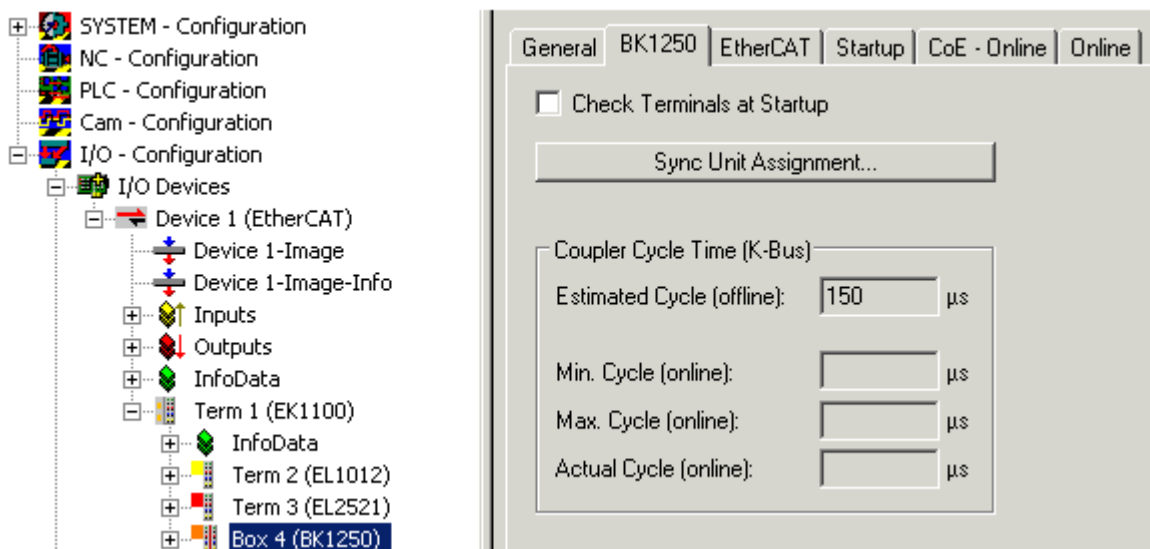 SYSTEM - Configuration
NC - Configuration
PLC - Configuration
Cam - Configuration
I/O - Configuration
I/O Devices
Device 1 (EtherCAT)
Device 1-Image
Device 1-Image-Info
Inputs
Outputs
InfoData
Term 1 (EK1100)
InfoData
Term 2 (EL1012)
Term 3 (EL2521)
Box 4 (BK1250)
General BK1250 EtherCAT Startup CoE - Online Online
Check Terminals at Startup
Sync Unit Assignment...
Coupler Cycle Time (K-Bus)
Estimated Cycle (offline): 150 µs
Min. Cycle (online): µs
Max. Cycle (online): µs
Actual Cycle (online): µs